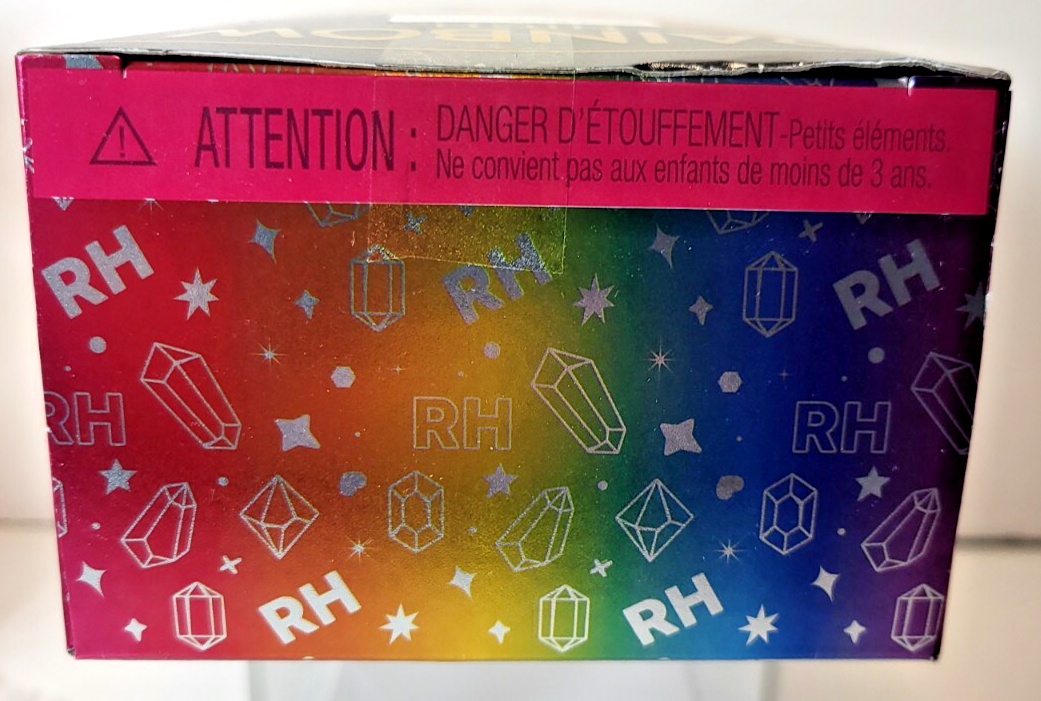 RAINBOW
ATTENTION : DANGER D'ÉTOUFFEMENT-Petits éléments.
Ne convient pas aux enfants de moins de 3 ans.
RH
RH
RH
RH
RH
RH
RH
RH